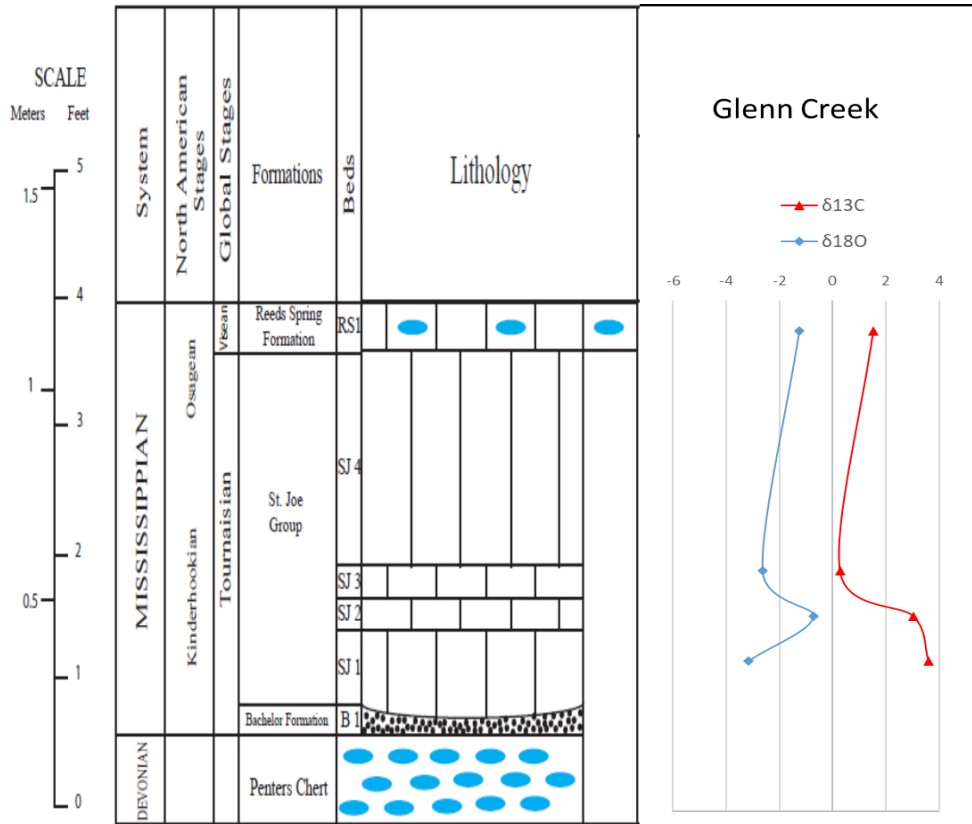 SCALE
Meters Feet
5
1.5
4
1
3
2
0.5
1
0
System
North American
Stages
Global Stages
Formations
Beds
Lithology
MISSISSIPPIAN
DEVONIAN
Osagean
Kinderhookian
Visean
Tournaisian
Reeds Spring
Formation
St. Joe
Group
Bachelor Formation
Penters Chert
RS1
SJ 4
SJ 3
SJ 2
SJ 1
B 1
Glenn Creek
δ13C
δ18O
-6 -4 -2 0 2 4